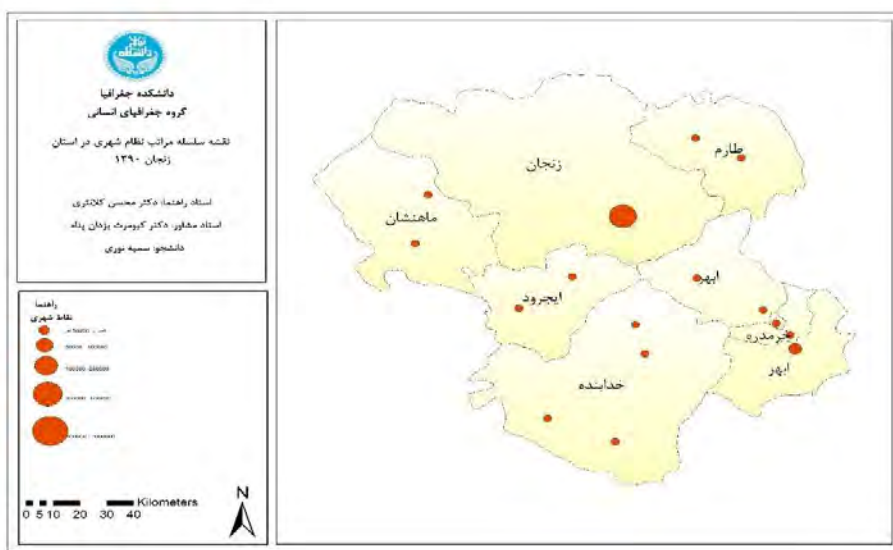 دانشکده جغرافیا
گروه جغرافیای انسانی
نقشه سلسله مراتب نظام شهری در استان
زنجان ۱۳۹۰
استاد راهنما: دکتر محسن کلانتری
استاد مشاور: دکتر کیومرث یزدان پناه
دانشجو: سمیه نوری
راهنما
نقاط شهری
Kilometers
0 5 10 20 30 40
N
طارم
زنجان
ماهنشان
ابهر
ایجرود
خرمدره
ابهر
خدابنده